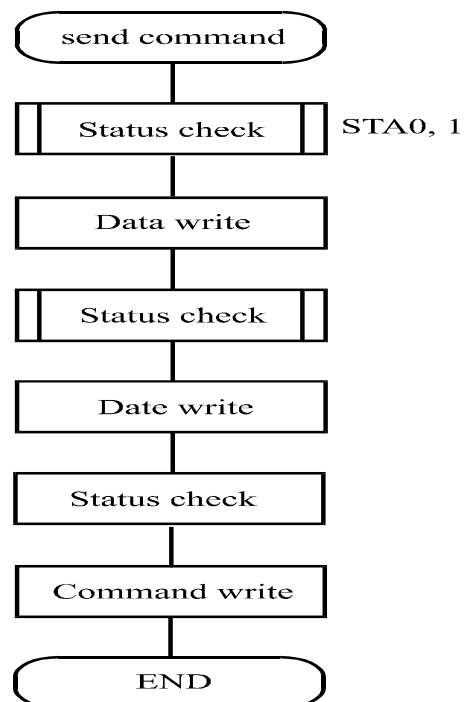 send command
Status check
STA0, 1
Data write
Status check
Date write
Status check
Command write
END